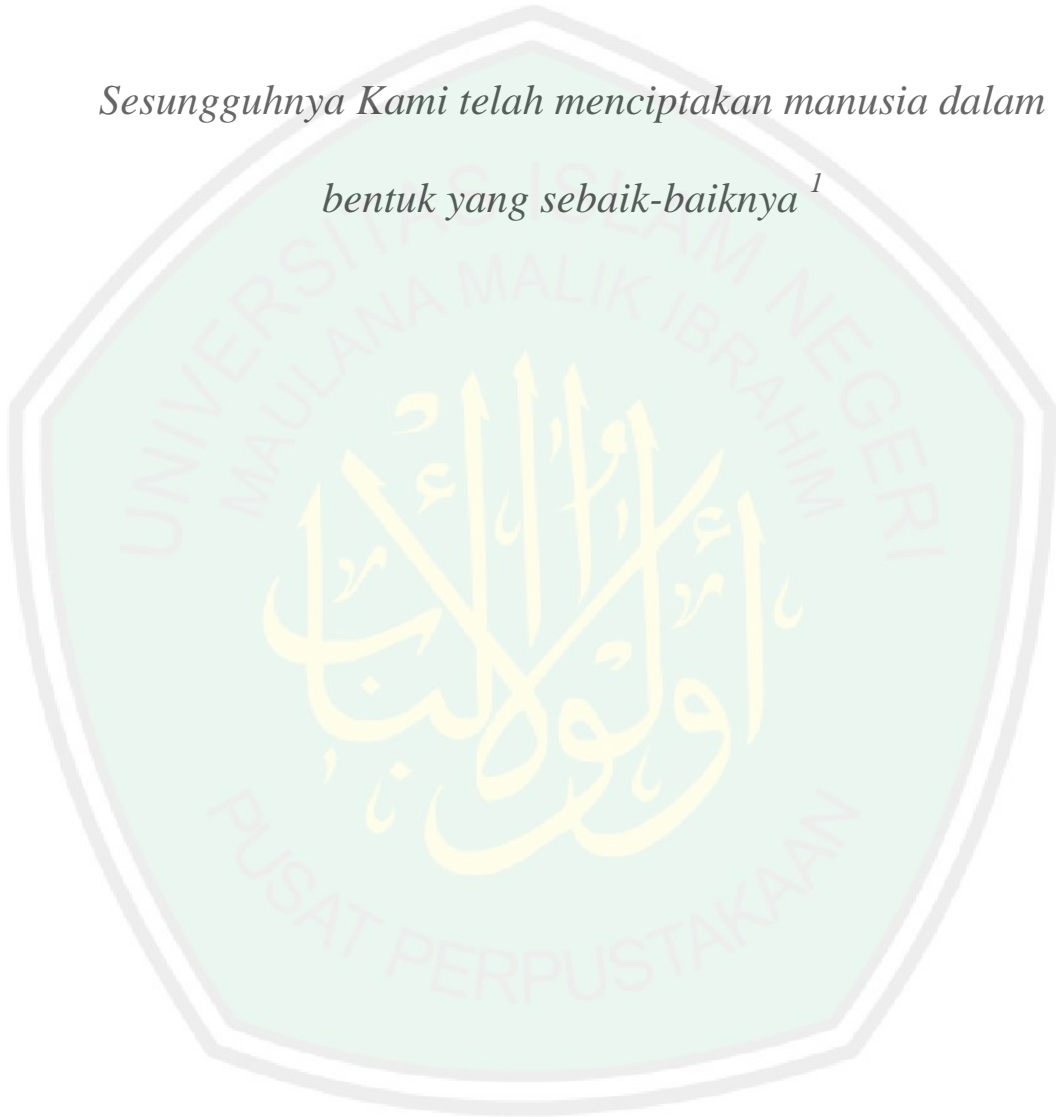 Sesungguhnya Kami telah menciptakan manusia dalam
bentuk yang sebaik-baiknya 1
UNIVERSITAS ISLAM NEGERI
MAULANA MALIK IBRAHIM
أولوا الألباب
PUSAT PERPUSTAKAAN